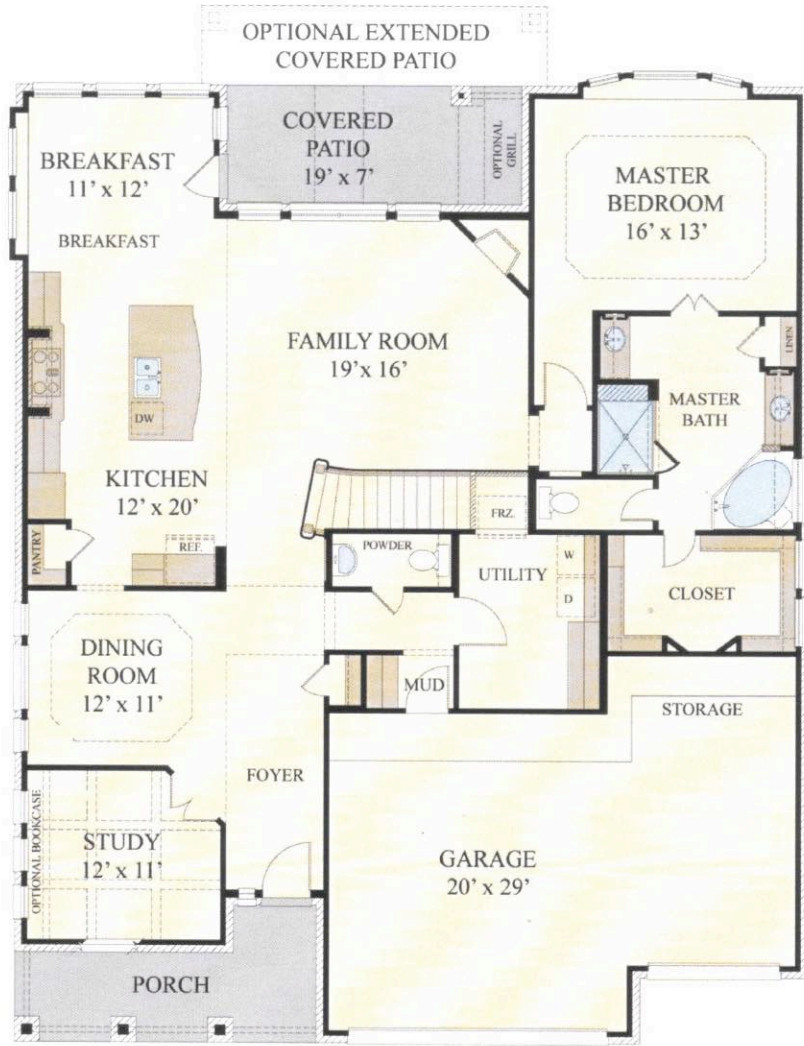 OPTIONAL EXTENDED
COVERED PATIO
COVERED
PATIO
19' x 7'
OPTIONAL
GRILL
BREAKFAST
11' x 12'
BREAKFAST
MASTER
BEDROOM
16' x 13'
FAMILY ROOM
19' x 16'
LINEN
MASTER
BATH
DW
KITCHEN
12' x 20'
PANTRY
REF.
FRZ.
POWDER
UTILITY
W
D
CLOSET
DINING
ROOM
12' x 11'
MUD
STORAGE
FOYER
OPTIONAL BOOKCASE
STUDY
12' x 11'
GARAGE
20' x 29'
PORCH